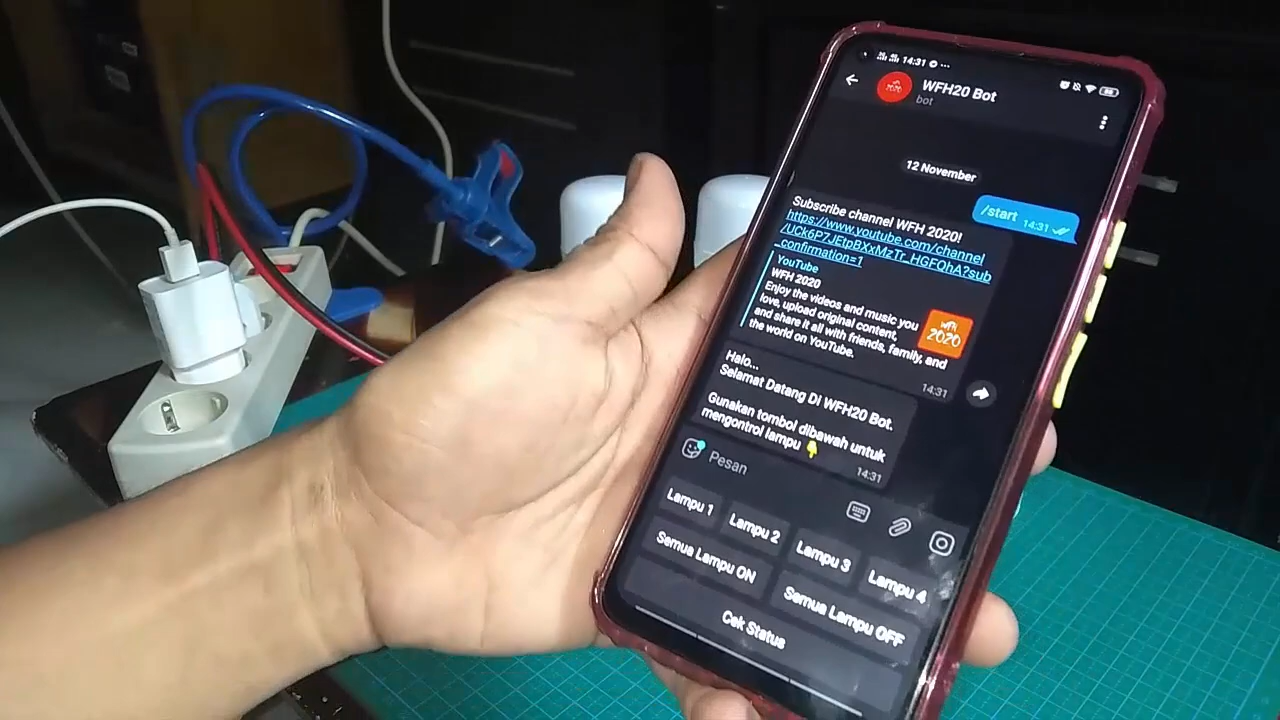 14:31
WFH20 Bot
bot
12 November
/start
14:31
Subscribe channel WFH 2020!
https://www.youtube.com/channel
/UCk6P7JEtpBXxMzTr_HGFQhA?sub
_confirmation=1
YouTube
WFH 2020
Enjoy the videos and music you
love, upload original content,
and share it all with friends, family, and
the world on YouTube.
WFH
2020
14:31
Halo...
Selamat Datang Di WFH20 Bot.
Gunakan tombol dibawah untuk
mengontrol lampu 👇
14:31
Pesan
Lampu 1
Lampu 2
Lampu 3
Lampu 4
Semua Lampu ON
Semua Lampu OFF
Cek Status